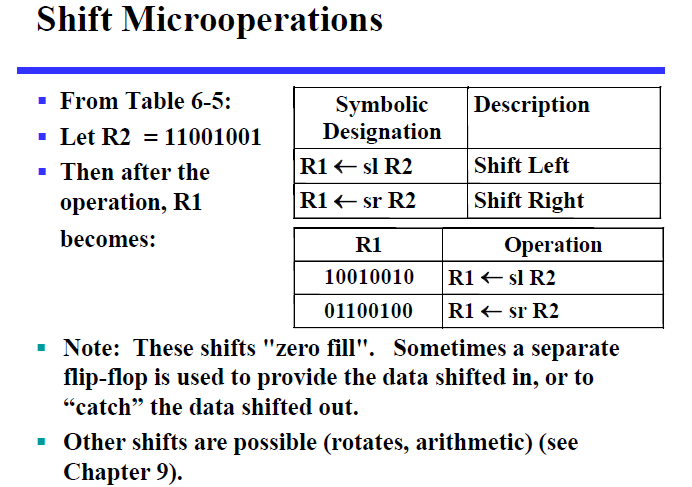 Shift Microoperations
From Table 6-5:
Let R2 = 11001001
Then after the
operation, R1
becomes:
Symbolic Designation Description
R1 ← sl R2 Shift Left
R1 ← sr R2 Shift Right
R1 Operation
10010010 R1 ← sl R2
01100100 R1 ← sr R2
Note: These shifts "zero fill". Sometimes a separate
flip-flop is used to provide the data shifted in, or to
“catch” the data shifted out.
Other shifts are possible (rotates, arithmetic) (see
Chapter 9).